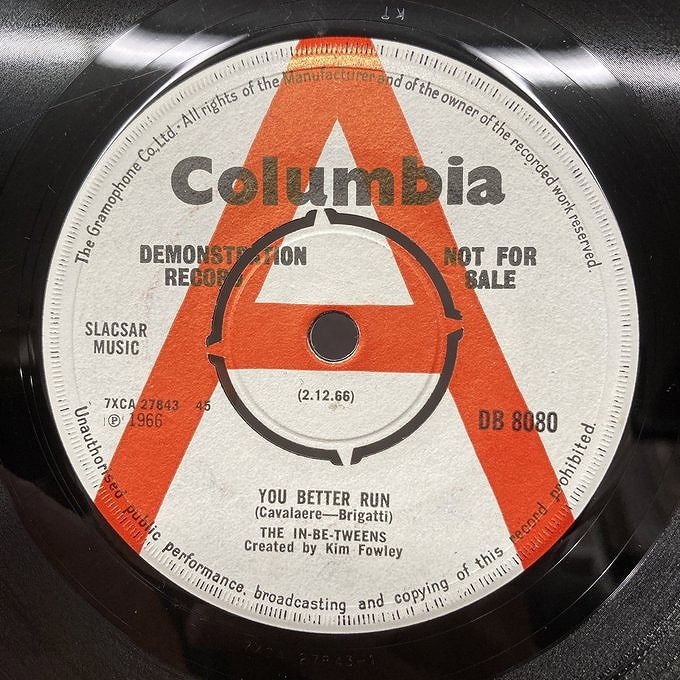 The Gramophone Co. Ltd. · All rights of the Manufacturer and of the owner of the recorded work reserved.
Columbia
DEMONSTRATION
RECORD
NOT FOR
SALE
SLACSAR
MUSIC
(2.12.66)
7XCA 27843 45
Ⓟ 1966
DB 8080
YOU BETTER RUN
(Cavalaere—Brigatti)
THE IN-BE-TWEENS
Created by Kim Fowley
Unauthorised public performance, broadcasting and copying of this record prohibited.
KT